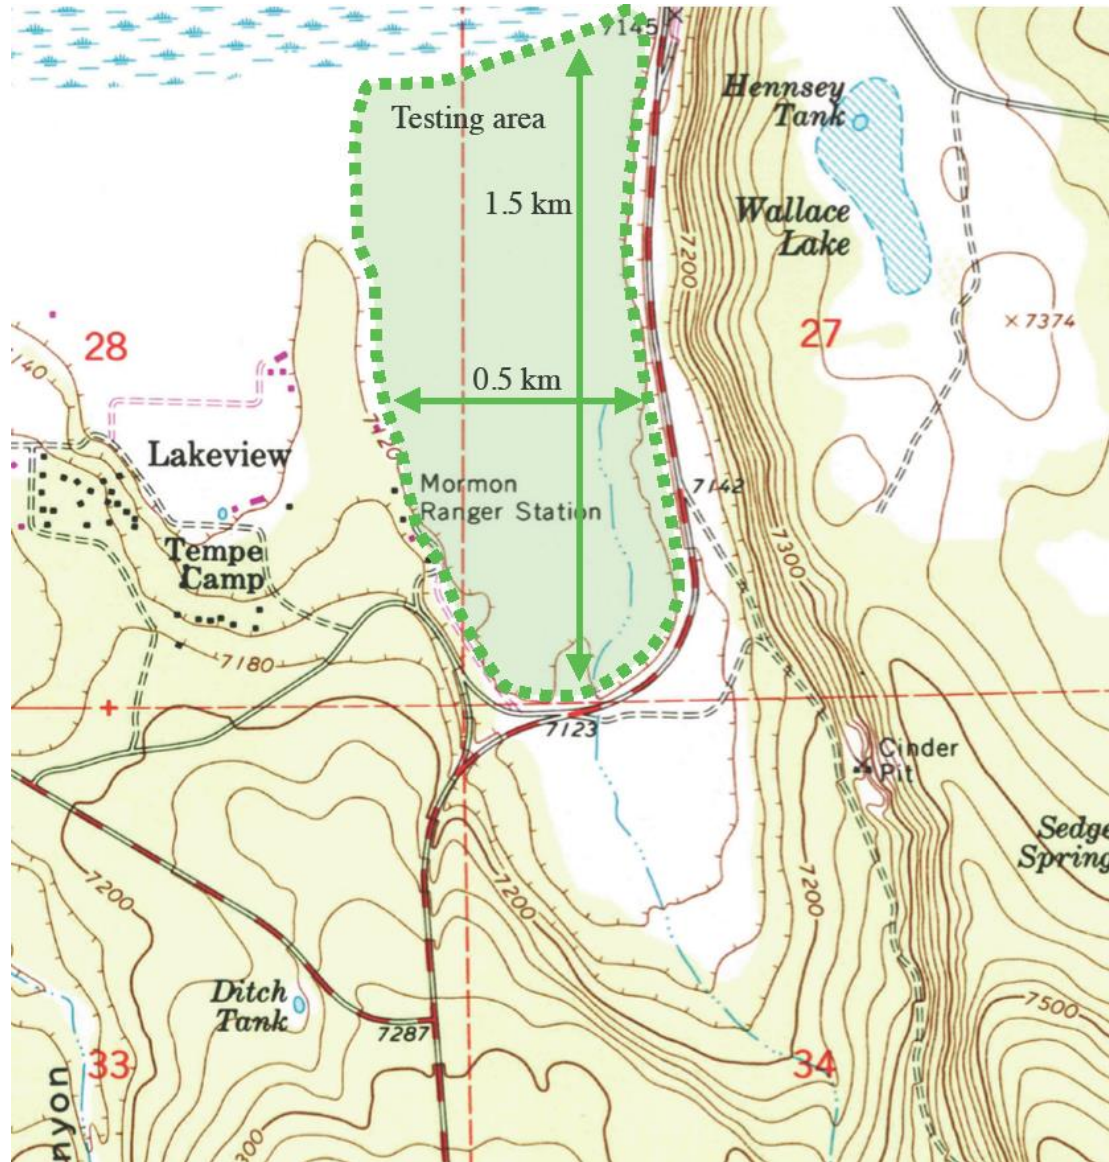 7145
Hennsey
Tank
Testing area
1.5 km
Wallace
Lake
7200
28
27
7374
7140
0.5 km
7120
Lakeview
Mormon
Ranger Station
7142
Tempe
Camp
7300
7180
7123
Cinder
Pit
Sedge
Spring
7200
7200
7200
Ditch
Tank
7287
7500
33
34
nyon
7300